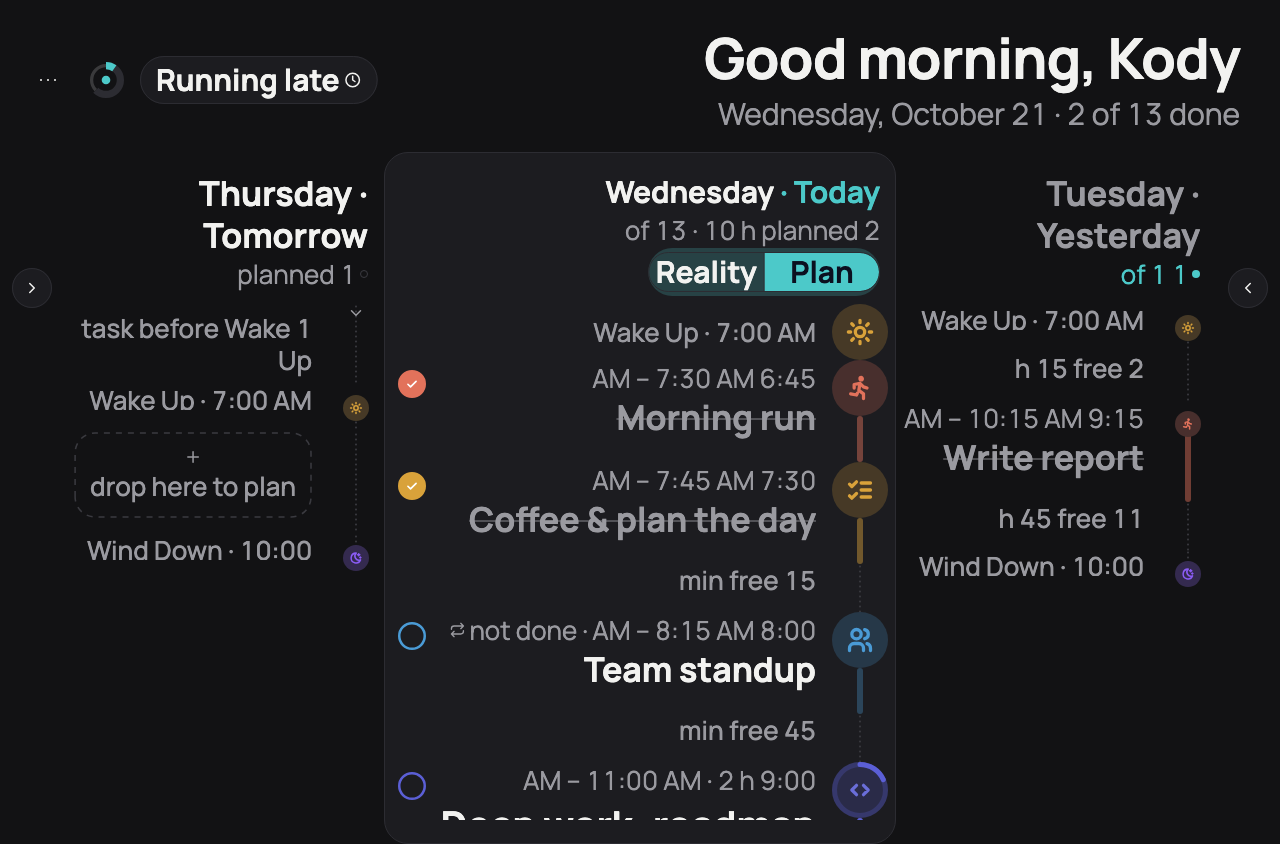 Good morning, Kody
Wednesday, October 21 · 2 of 13 done
Running late
...
Tuesday ·
Yesterday
of 1 1
Wake Up · 7:00 AM
h 15 free 2
AM – 10:15 AM 9:15
Write report
h 45 free 11
Wind Down · 10:00
Wednesday · Today
of 13 · 10 h planned 2
Reality
Plan
Wake Up · 7:00 AM
AM – 7:30 AM 6:45
Morning run
AM – 7:45 AM 7:30
Coffee & plan the day
min free 15
not done · AM – 8:15 AM 8:00
Team standup
min free 45
AM – 11:00 AM · 2 h 9:00
Thursday ·
Tomorrow
planned 1
task before Wake 1
Up
Wake Up · 7:00 AM
+
drop here to plan
Wind Down · 10:00